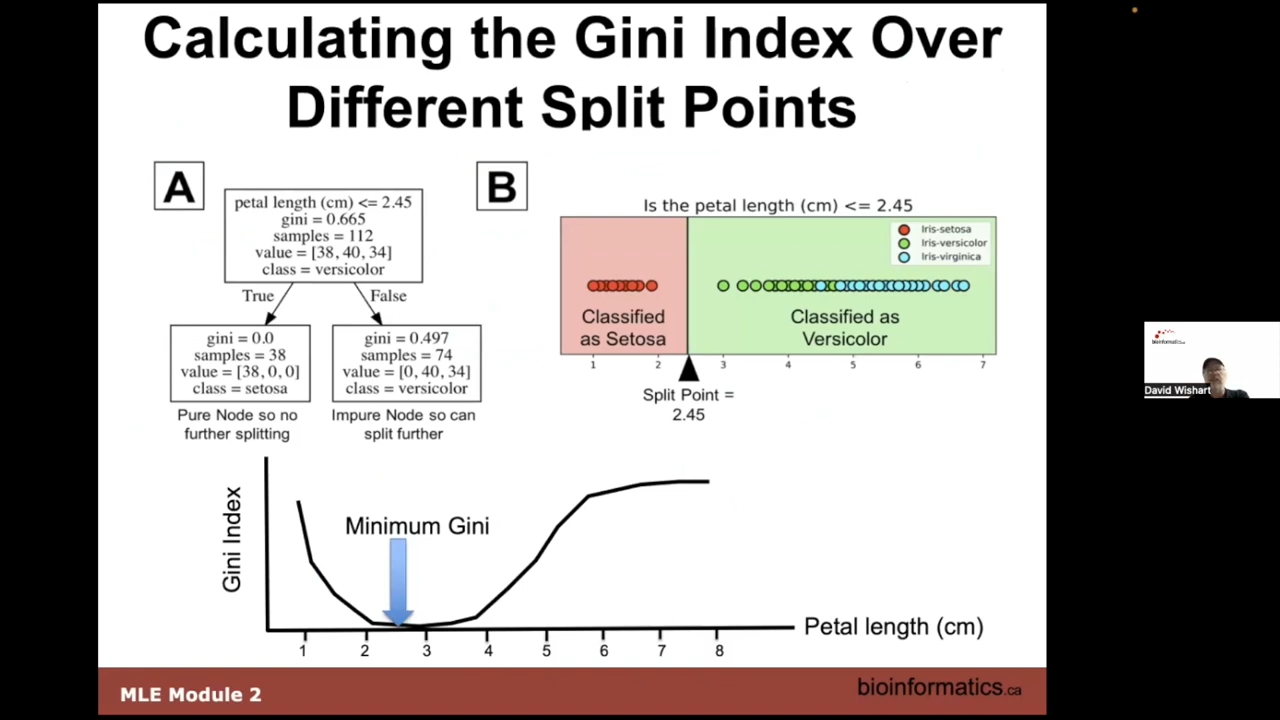 Calculating the Gini Index Over
Different Split Points
A
petal length (cm) <= 2.45
gini = 0.665
samples = 112
value = [38, 40, 34]
class = versicolor
True
False
gini = 0.0
samples = 38
value = [38, 0, 0]
class = setosa
gini = 0.497
samples = 74
value = [0, 40, 34]
class = versicolor
Pure Node so no
further splitting
Impure Node so can
split further
B
Is the petal length (cm) <= 2.45
Iris-setosa
Iris-versicolor
Iris-virginica
Classified
as Setosa
Classified as
Versicolor
1 2 3 4 5 6 7
Split Point =
2.45
Gini Index
Minimum Gini
1 2 3 4 5 6 7 8
Petal length (cm)
MLE Module 2
bioinformatics.ca
bioinformatics.ca
David Wishart